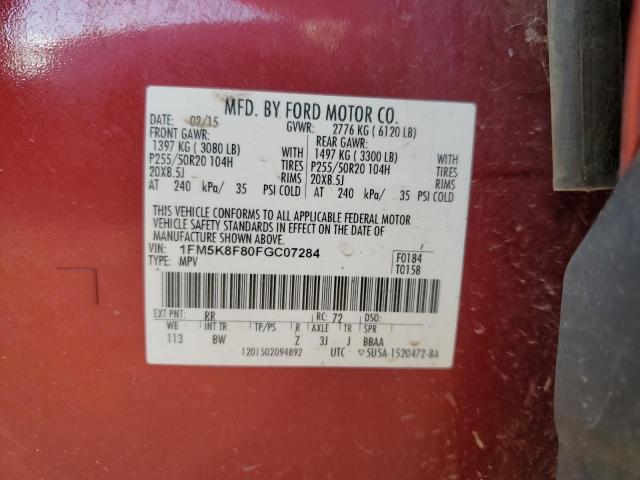 MFD. BY FORD MOTOR CO.
DATE: 02/15 GVWR: 2776 KG ( 6120 LB)
FRONT GAWR: REAR GAWR:
1397 KG ( 3080 LB) WITH 1497 KG ( 3300 LB) WITH
P255/50R20 104H TIRES P255/50R20 104H TIRES
20X8.5J RIMS 20X8.5J RIMS
AT 240 kPa/ 35 PSI COLD AT 240 kPa/ 35 PSI COLD
THIS VEHICLE CONFORMS TO ALL APPLICABLE FEDERAL MOTOR
VEHICLE SAFETY STANDARDS IN EFFECT ON THE DATE OF
MANUFACTURE SHOWN ABOVE.
VIN: 1FM5K8F80FGC07284 F0184
TYPE: MPV T0158
EXT PNT: RR RC: 72 DSO:
WB INT TR TP/PS R AXLE TR SPR
113 BW Z 3J J BBAA
1201502094892 UTC ▽5U5A-1520472-BA